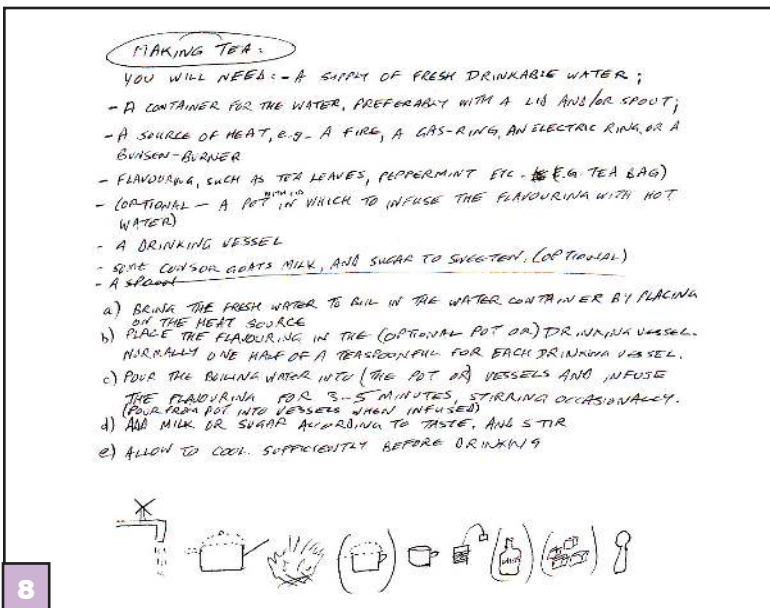 MAKING TEA:
YOU WILL NEED:- A SUPPLY OF FRESH DRINKABLE WATER;
- A CONTAINER FOR THE WATER, PREFERABLY WITH A LID AND/OR SPOUT;
- A SOURCE OF HEAT, e.g. A FIRE, A GAS-RING, AN ELECTRIC RING, OR A
BUNSEN-BURNER
- FLAVOURING, SUCH AS TEA LEAVES, PEPPERMINT ETC - E.G. TEA BAG)
- (OPTIONAL - A POT WITH LID IN WHICH TO INFUSE THE FLAVOURING WITH HOT
WATER)
- A DRINKING VESSEL
- SOME COWS OR GOATS MILK, AND SUGAR TO SWEETEN. (OPTIONAL)
- A SPOON
a) BRING THE FRESH WATER TO BOIL IN THE WATER CONTAINER BY PLACING
ON THE HEAT SOURCE
b) PLACE THE FLAVOURING IN THE (OPTIONAL POT OR) DRINKING VESSEL.
NORMALLY ONE HALF OF A TEASPOONFUL FOR EACH DRINKING VESSEL.
c) POUR THE BOILING WATER INTO (THE POT OR) VESSELS AND INFUSE
THE FLAVOURING FOR 3-5 MINUTES, STIRRING OCCASIONALLY.
(POUR FROM POT INTO VESSELS WHEN INFUSED)
d) ADD MILK OR SUGAR ACCORDING TO TASTE, AND STIR
e) ALLOW TO COOL SUFFICIENTLY BEFORE DRINKING
8